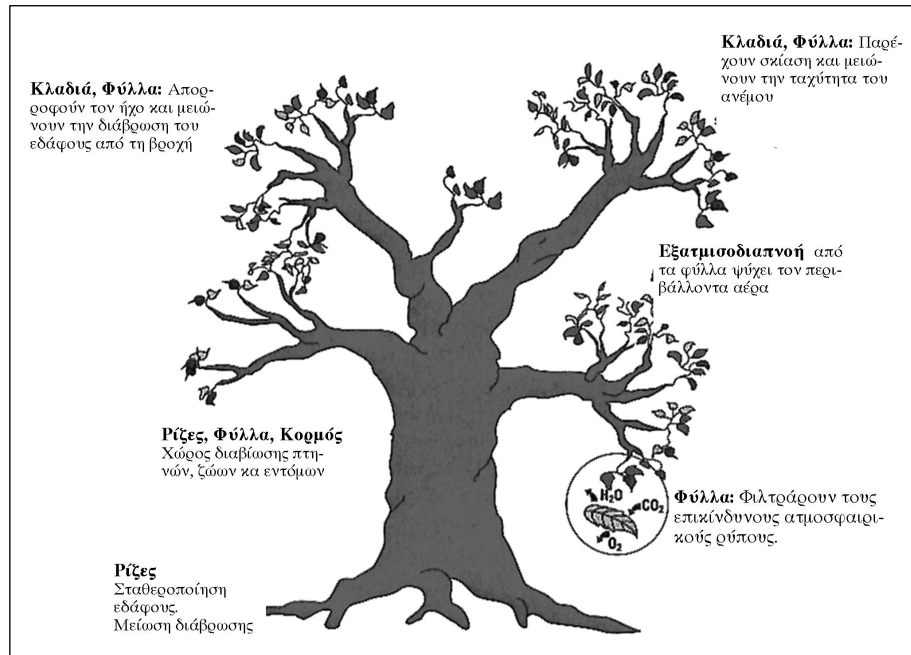 Κλαδιά, Φύλλα: Παρέ-
χουν σκίαση και μειώ-
νουν την ταχύτητα του
ανέμου
Κλαδιά, Φύλλα: Απορ-
ροφούν τον ήχο και μειώ-
νουν την διάβρωση του
εδάφους από τη βροχή
Εξατμισοδιαπνοή από
τα φύλλα ψύχει τον περι-
βάλλοντα αέρα
Ρίζες, Φύλλα, Κορμός
Χώρος διαβίωσης πτη-
νών, ζώων κα εντόμων
H₂O
CO₂
O₂
Φύλλα: Φιλτράρουν τους
επικίνδυνους ατμοσφαιρι-
κούς ρύπους.
Ρίζες
Σταθεροποίηση
εδάφους.
Μείωση διάβρωσης